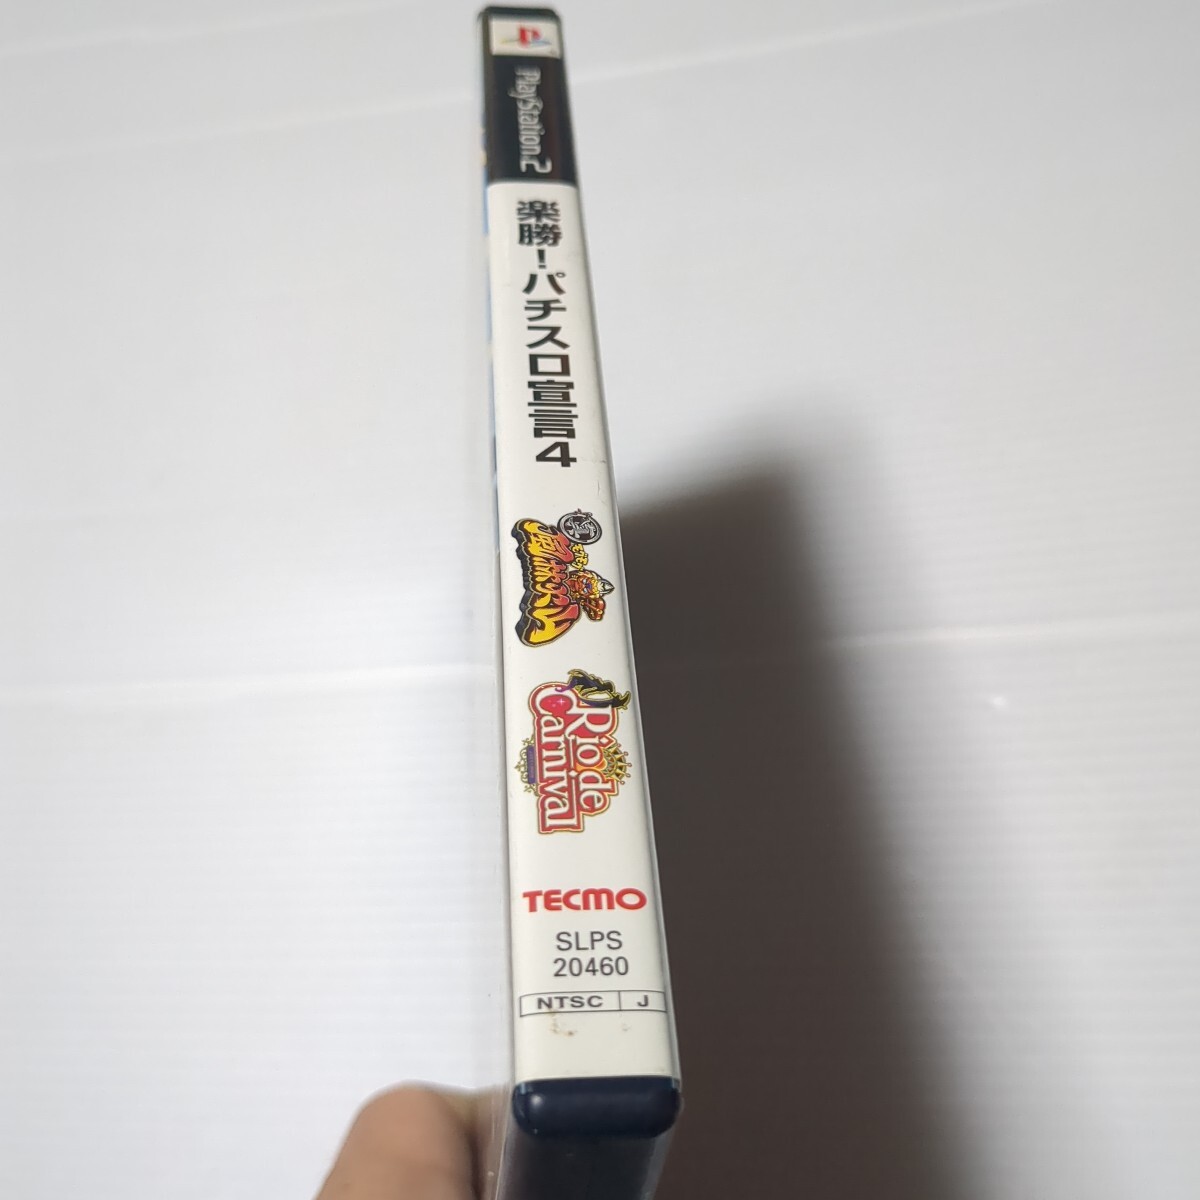 PlayStation 2
楽勝！パチスロ宣言4
Rio de
Carnival
TECMO
SLPS
20460
NTSC J